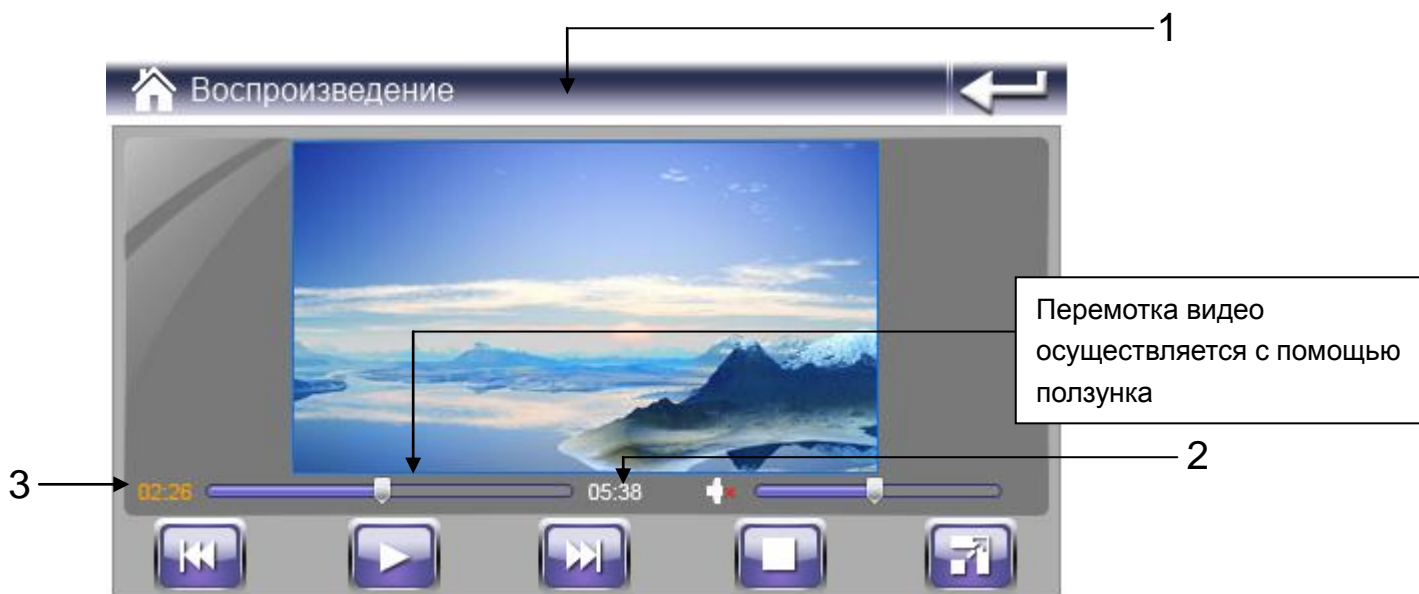 1
Воспроизведение
Перемотка видео
осуществляется с помощью
ползунка
2
3
02:26
05:38